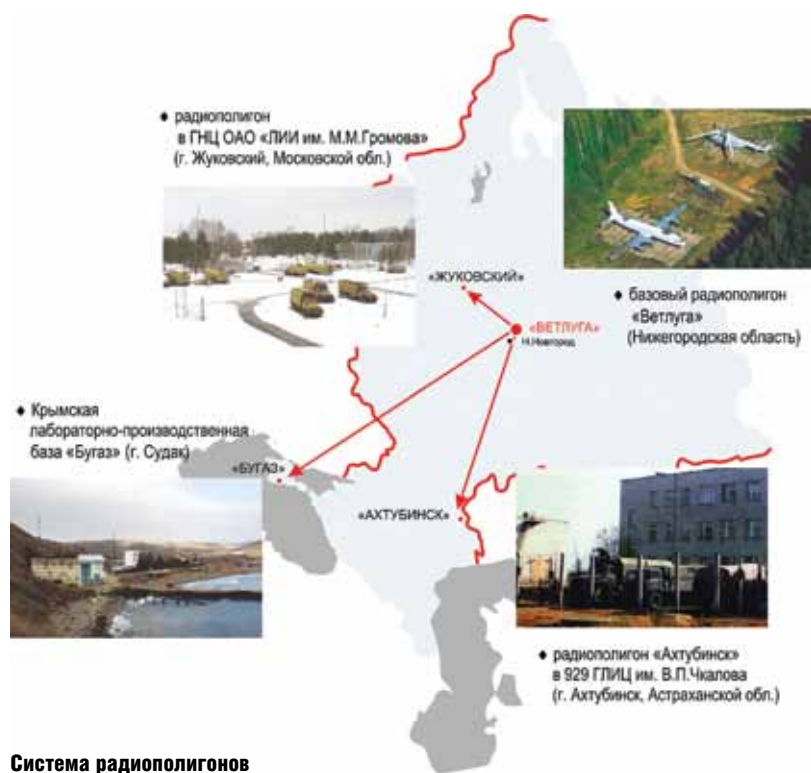 ♦ радиополигон
в ГНЦ ОАО «ЛИИ им. М.М.Громова»
(г. Жуковский, Московской обл.)
«ЖУКОВСКИЙ»
«ВЕТЛУГА»
Н.Новгород
♦ базовый радиополигон
«Ветлуга»
(Нижегородская область)
♦ Крымская
лабораторно-производственная
база «Бугаз» (г. Судак)
«БУГАЗ»
«АХТУБИНСК»
♦ радиополигон «Ахтубинск»
в 929 ГЛИЦ им. В.П.Чкалова
(г. Ахтубинск, Астраханской обл.)
Система радиополигонов